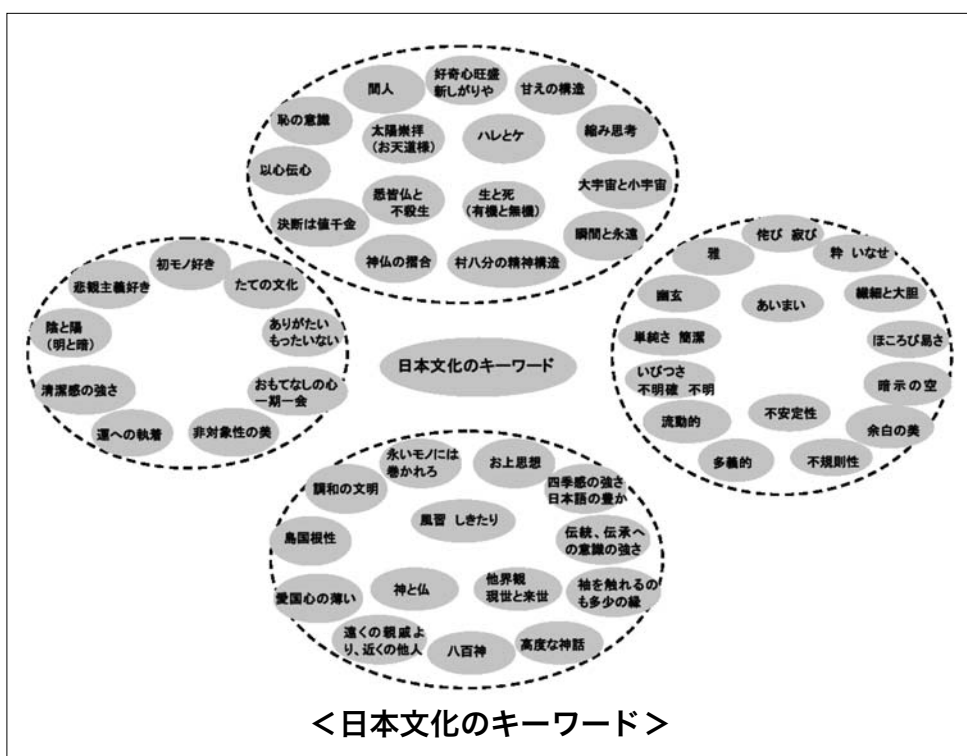 好奇心旺盛
新しがりや
間人
甘えの構造
恥の意識
太陽崇拝
(お天道様)
ハレとケ
縮み思考
以心伝心
悉皆仏と
不殺生
生と死
(有機と無機)
大宇宙と小宇宙
決断は値千金
瞬間と永遠
神仏の摺合
村八分の精神構造
初モノ好き
悲観主義好き
たての文化
陰と陽
(明と暗)
ありがたい
もったいない
清潔感の強さ
おもてなしの心
一期一会
運への執着
非対象性の美
日本文化のキーワード
侘び 寂び
雅
粋 いなせ
幽玄
あいまい
繊細と大胆
単純さ 簡潔
ほころび易さ
いびつさ
不明確 不明
暗示の空
流動的
不安定性
余白の美
多義的
不規則性
永いモノには
巻かれろ
お上思想
調和の文明
四季感の強さ
日本語の豊か
風習 しきたり
島国根性
伝統、伝承へ
の意識の強さ
愛国心の薄い
神と仏
他界観
現世と来世
袖を触れるの
も多少の縁
遠くの親戚よ
り、近くの他人
八百神
高度な神話
<日本文化のキーワード>